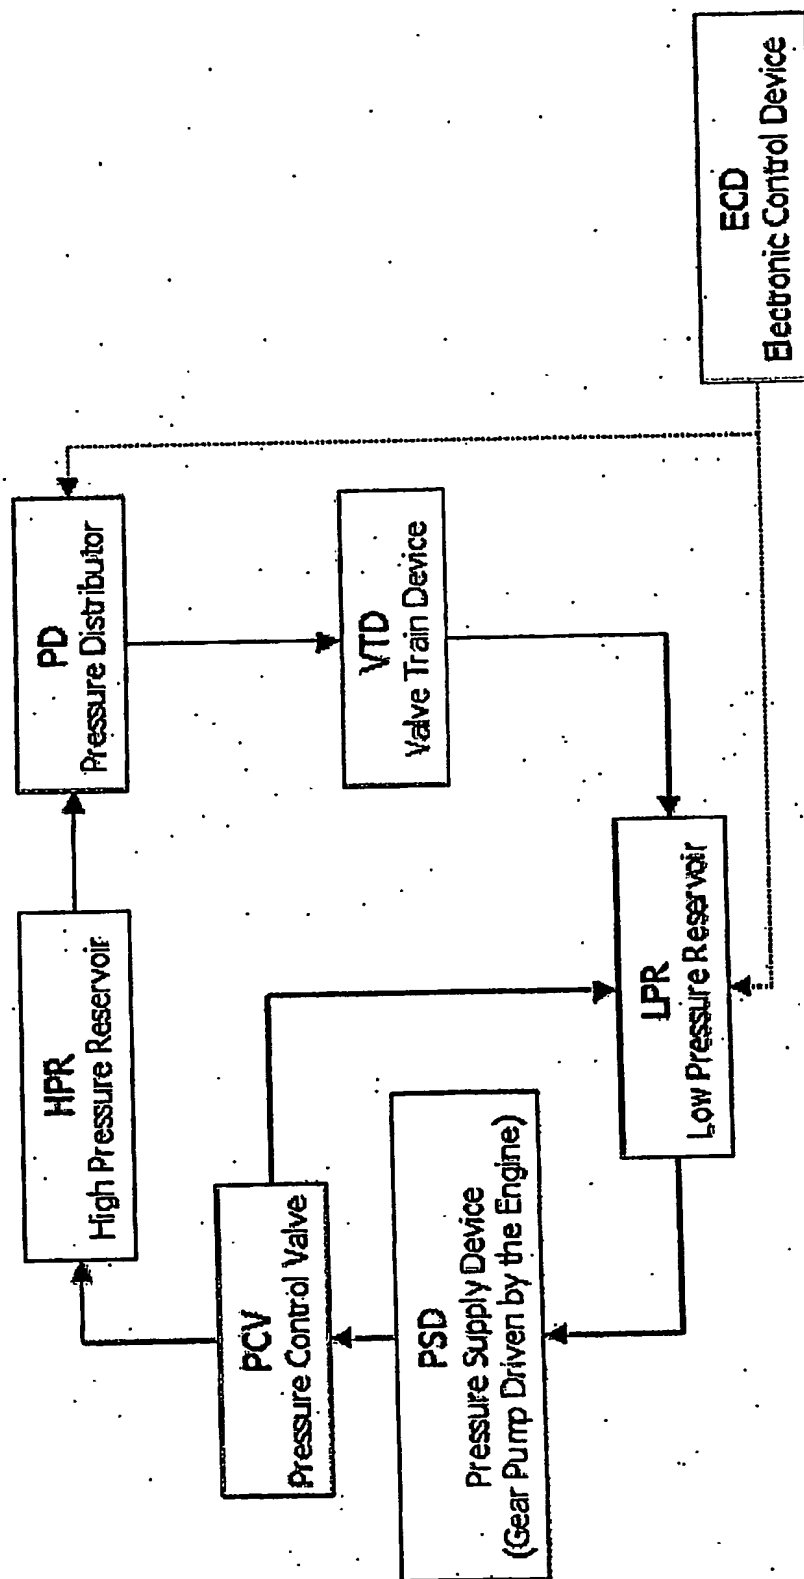 HPR
High Pressure Reservoir
PD
Pressure Distributor
PCV
Pressure Control Valve
VTD
Valve Train Device
PSD
Pressure Supply Device
(Gear Pump Driven by the Engine)
LPR
Low Pressure Reservoir
ECD
Electronic Control Device